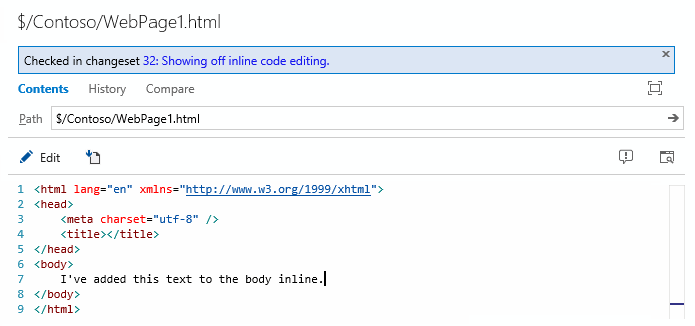 $/Contoso/WebPage1.html
Checked in changeset 32: Showing off inline code editing.
Contents History Compare
Path $/Contoso/WebPage1.html
Edit
1 <html lang="en" xmlns="http://www.w3.org/1999/xhtml">
2 <head>
3 <meta charset="utf-8" />
4 <title></title>
5 </head>
6 <body>
7 I've added this text to the body inline.
8 </body>
9 </html>